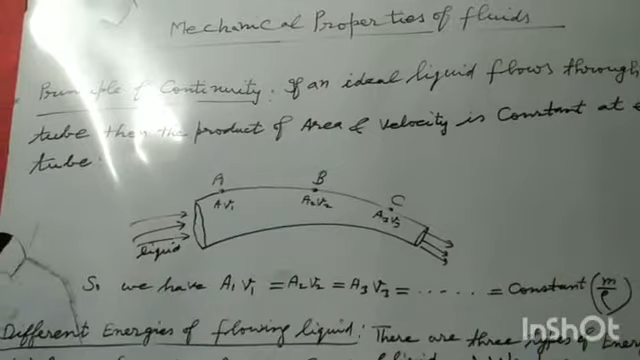 Mechanical Properties of fluids
Principle of Continuity : If an ideal liquid flows through
tube then the product of Area & Velocity is Constant at
tube.
A B C
A₁V₁ A₂V₂ A₃V₃
liquid
So we have A₁V₁ = A₂V₂ = A₃V₃ = ...... = Constant (m/ρ)
Different Energies of flowing liquid : There are three types of Ener
InShOt